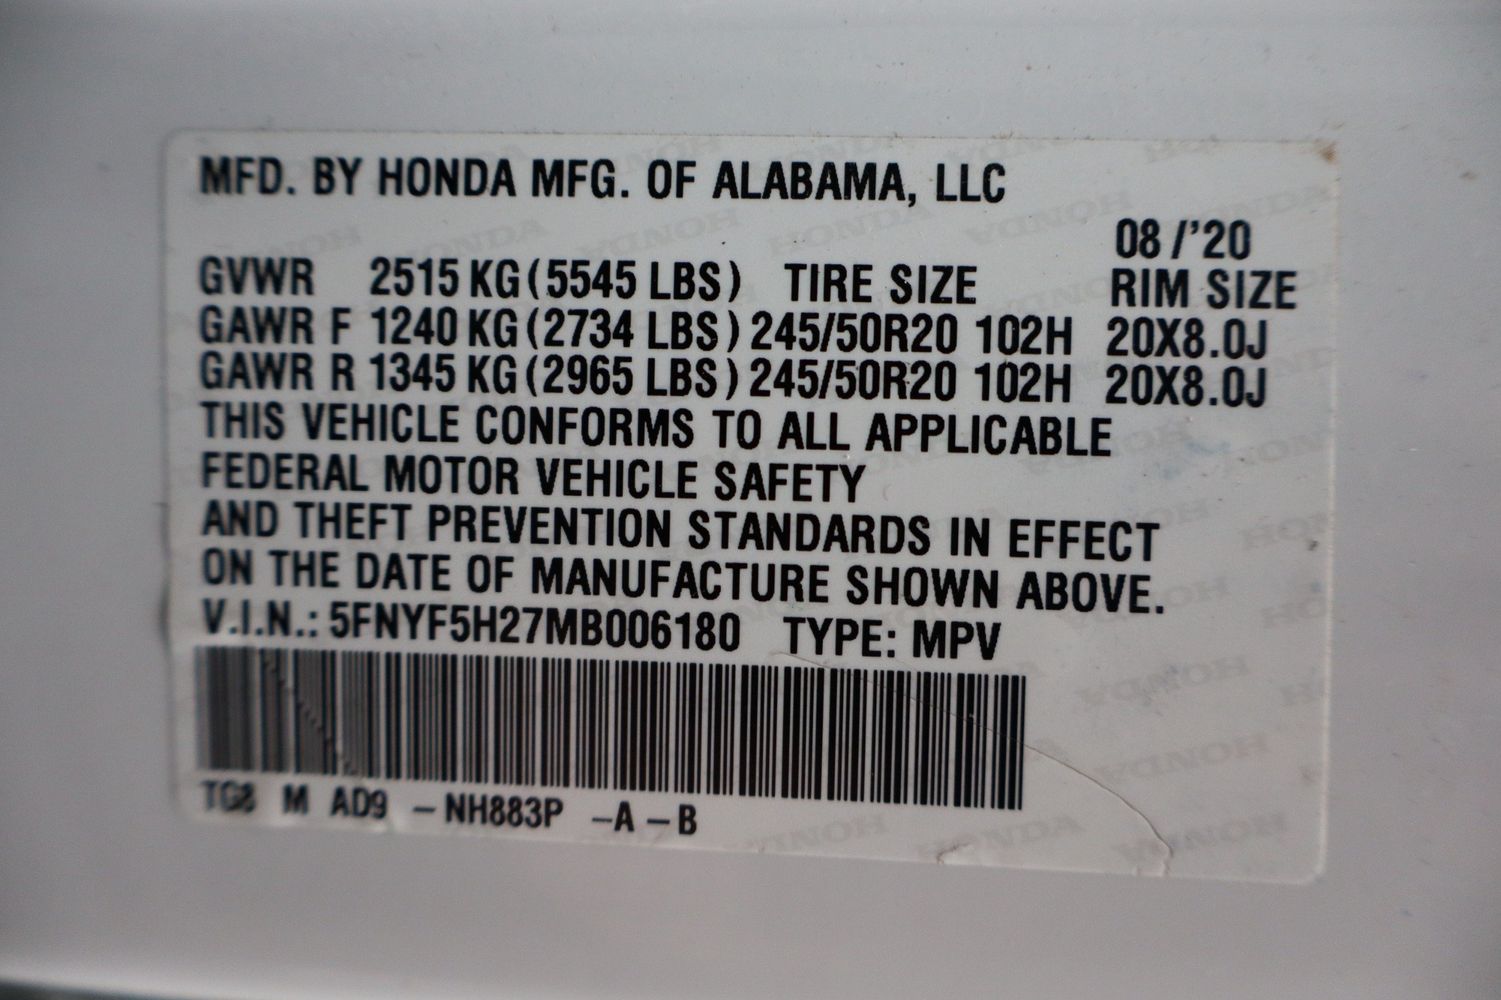 MFD. BY HONDA MFG. OF ALABAMA, LLC
08 /'20
GVWR 2515 KG (5545 LBS) TIRE SIZE RIM SIZE
GAWR F 1240 KG (2734 LBS) 245/50R20 102H 20X8.0J
GAWR R 1345 KG (2965 LBS) 245/50R20 102H 20X8.0J
THIS VEHICLE CONFORMS TO ALL APPLICABLE
FEDERAL MOTOR VEHICLE SAFETY
AND THEFT PREVENTION STANDARDS IN EFFECT
ON THE DATE OF MANUFACTURE SHOWN ABOVE.
V.I.N.: 5FNYF5H27MB006180 TYPE: MPV
TG8 M AD9 -NH883P -A-B